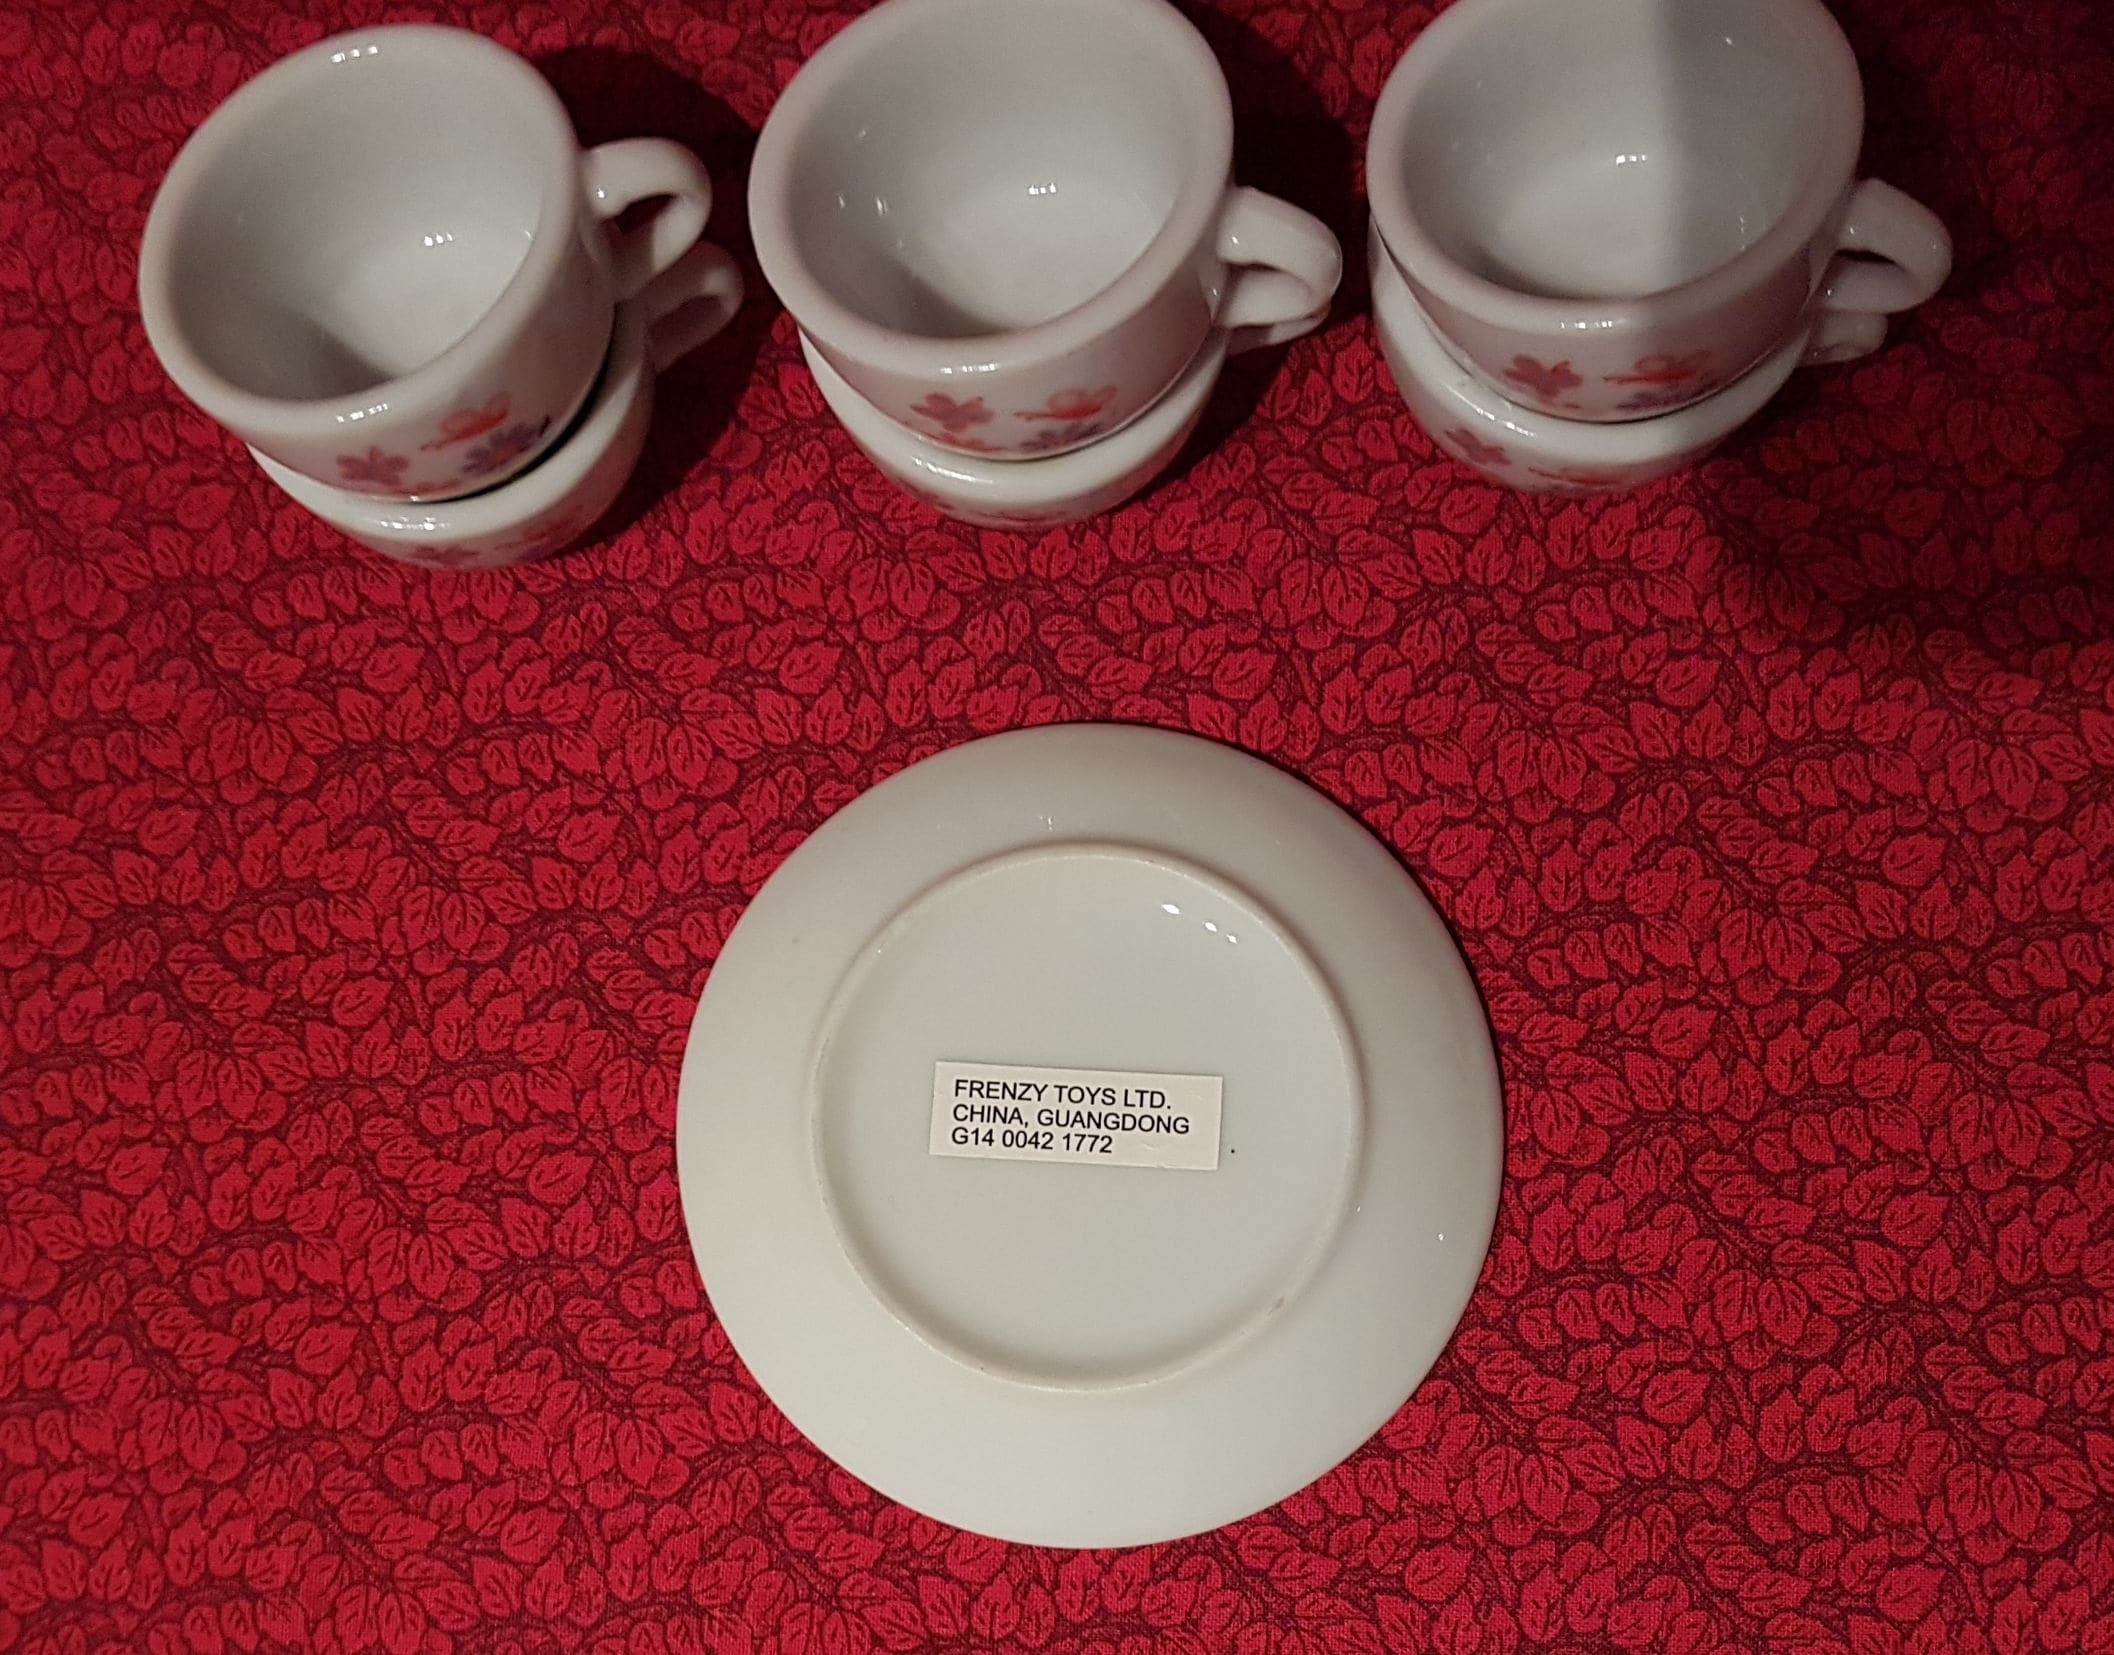 FRENZY TOYS LTD.
CHINA, GUANGDONG
G14 0042 1772